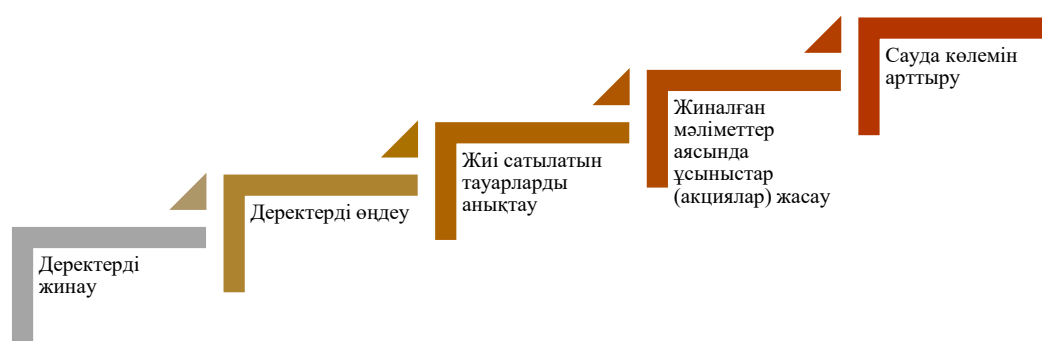 Деректерді
жинау
Деректерді өңдеу
Жиі сатылатын
тауарларды
анықтау
Жиналған
мәліметтер
аясында
ұсыныстар
(акциялар) жасау
Сауда көлемін
арттыру